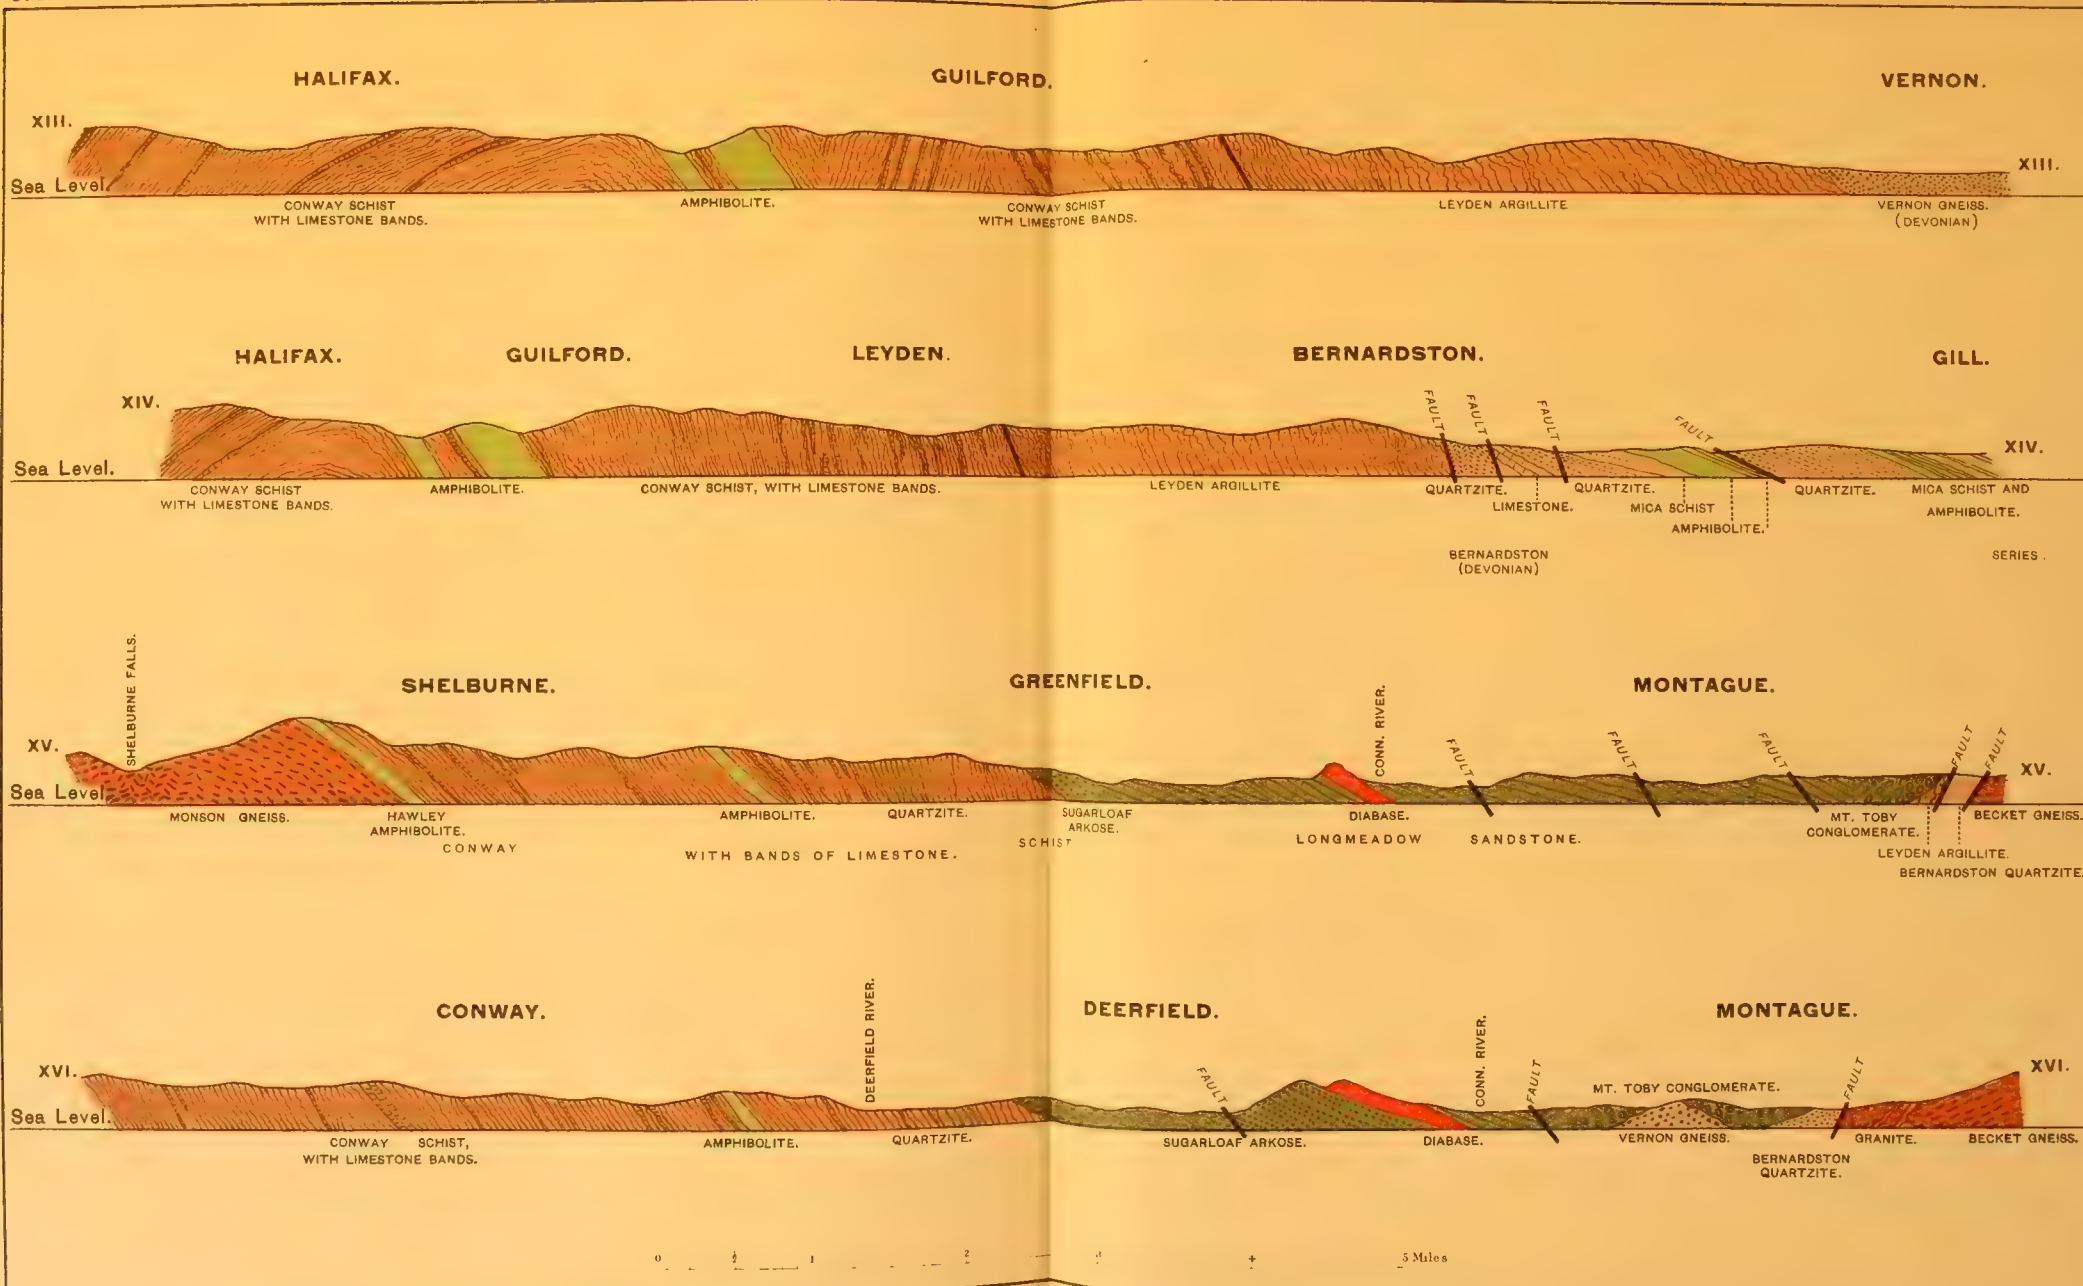 HALIFAX. GUILFORD. VERNON.
XIII. XIII.
Sea Level.
CONWAY SCHIST
WITH LIMESTONE BANDS.
AMPHIBOLITE.
CONWAY SCHIST
WITH LIMESTONE BANDS.
LEYDEN ARGILLITE
VERNON GNEISS.
(DEVONIAN)
HALIFAX. GUILFORD. LEYDEN. BERNARDSTON. GILL.
FAULT FAULT FAULT FAULT
XIV. XIV.
Sea Level.
CONWAY SCHIST
WITH LIMESTONE BANDS.
AMPHIBOLITE.
CONWAY SCHIST, WITH LIMESTONE BANDS.
LEYDEN ARGILLITE
QUARTZITE.
LIMESTONE.
QUARTZITE.
MICA SCHIST
AMPHIBOLITE.
QUARTZITE.
MICA SCHIST AND
AMPHIBOLITE.
BERNARDSTON
(DEVONIAN)
SERIES.
SHELBURNE FALLS.
SHELBURNE. GREENFIELD. MONTAGUE.
CONN. RIVER.
FAULT FAULT FAULT FAULT FAULT
XV. XV.
Sea Level
MONSON GNEISS.
HAWLEY
AMPHIBOLITE.
AMPHIBOLITE.
QUARTZITE.
SUGARLOAF
ARKOSE.
DIABASE.
MT. TOBY
CONGLOMERATE.
BECKET GNEISS.
CONWAY SCHIST
WITH BANDS OF LIMESTONE.
LONGMEADOW SANDSTONE.
LEYDEN ARGILLITE.
BERNARDSTON QUARTZITE.
CONWAY. DEERFIELD. MONTAGUE.
DEERFIELD RIVER.
CONN. RIVER.
FAULT FAULT FAULT
XVI. XVI.
MT. TOBY CONGLOMERATE.
Sea Level.
CONWAY SCHIST,
WITH LIMESTONE BANDS.
AMPHIBOLITE.
QUARTZITE.
SUGARLOAF ARKOSE.
DIABASE.
VERNON GNEISS.
BERNARDSTON
QUARTZITE.
GRANITE.
BECKET GNEISS.
0 ½ 1 2 5 Miles